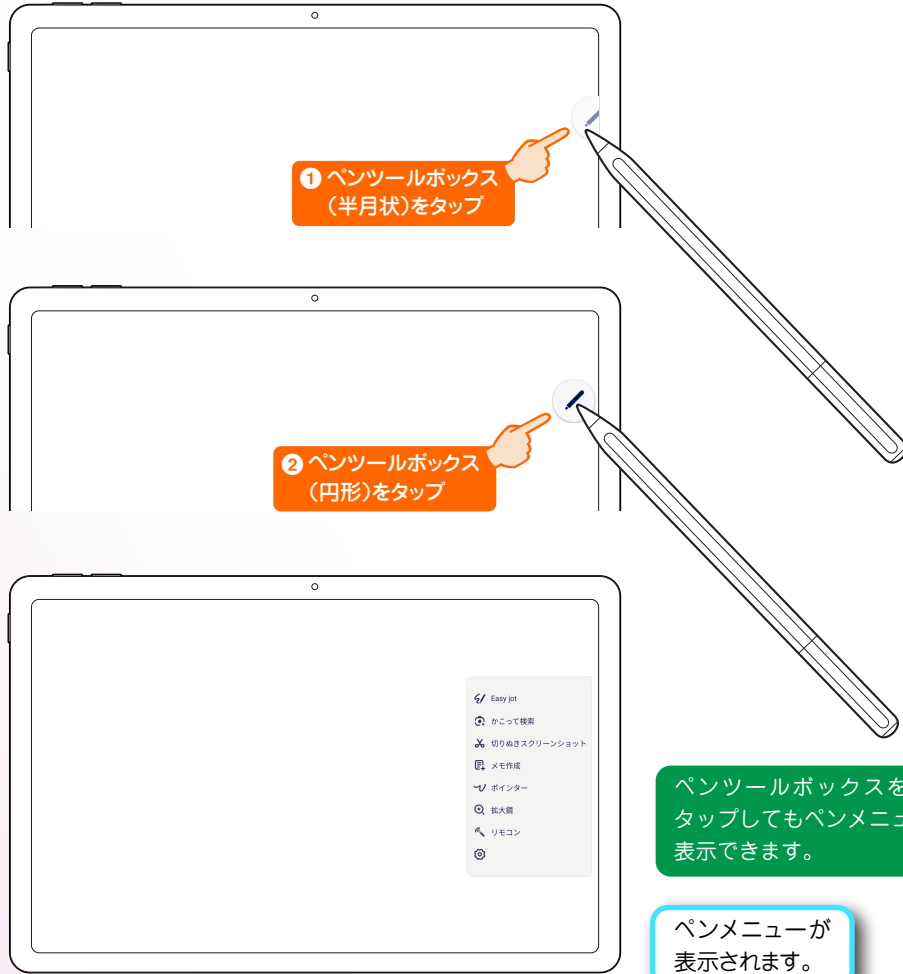 1 ペンツールボックス
（半月状）をタップ
2 ペンツールボックス
（円形）をタップ
Easy jot
かこって検索
切りぬきスクリーンショット
メモ作成
ポインター
拡大鏡
リモコン
ペンツールボックスを
タップしてもペンメニュ
表示できます。
ペンメニューが
表示されます。